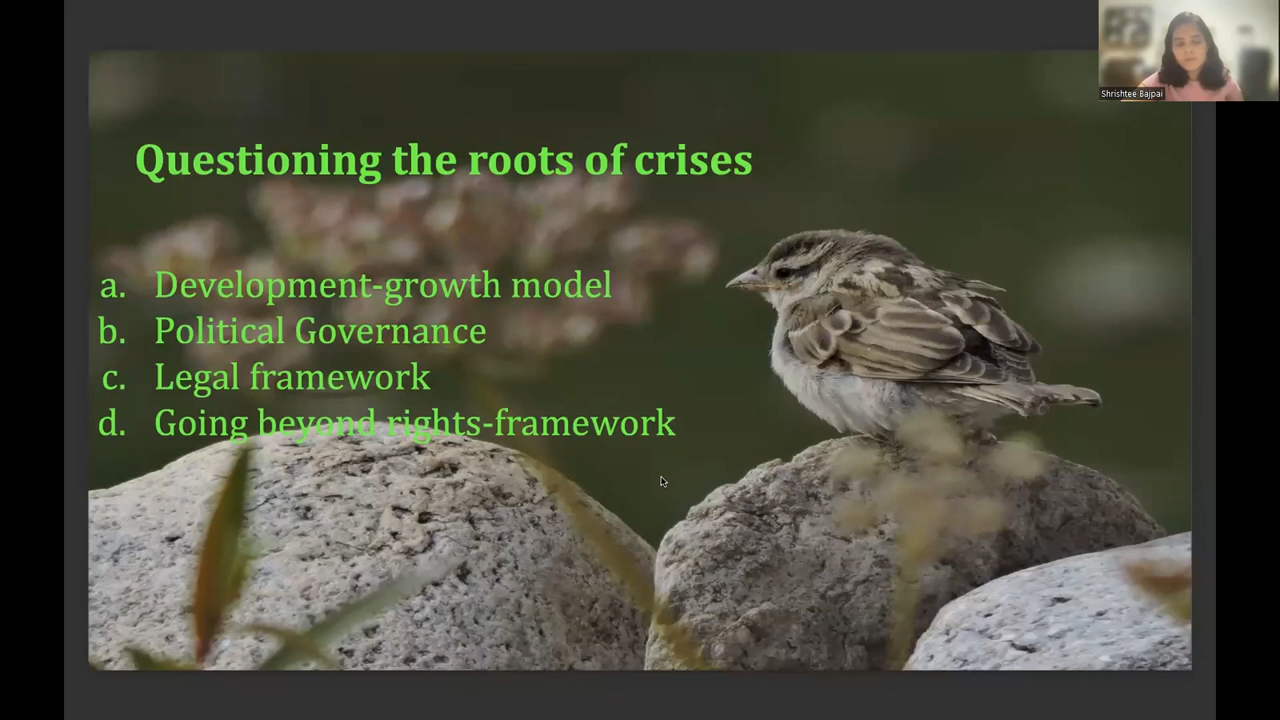 Shrishtee Bajpai
Questioning the roots of crises
a. Development-growth model
b. Political Governance
c. Legal framework
d. Going beyond rights-framework